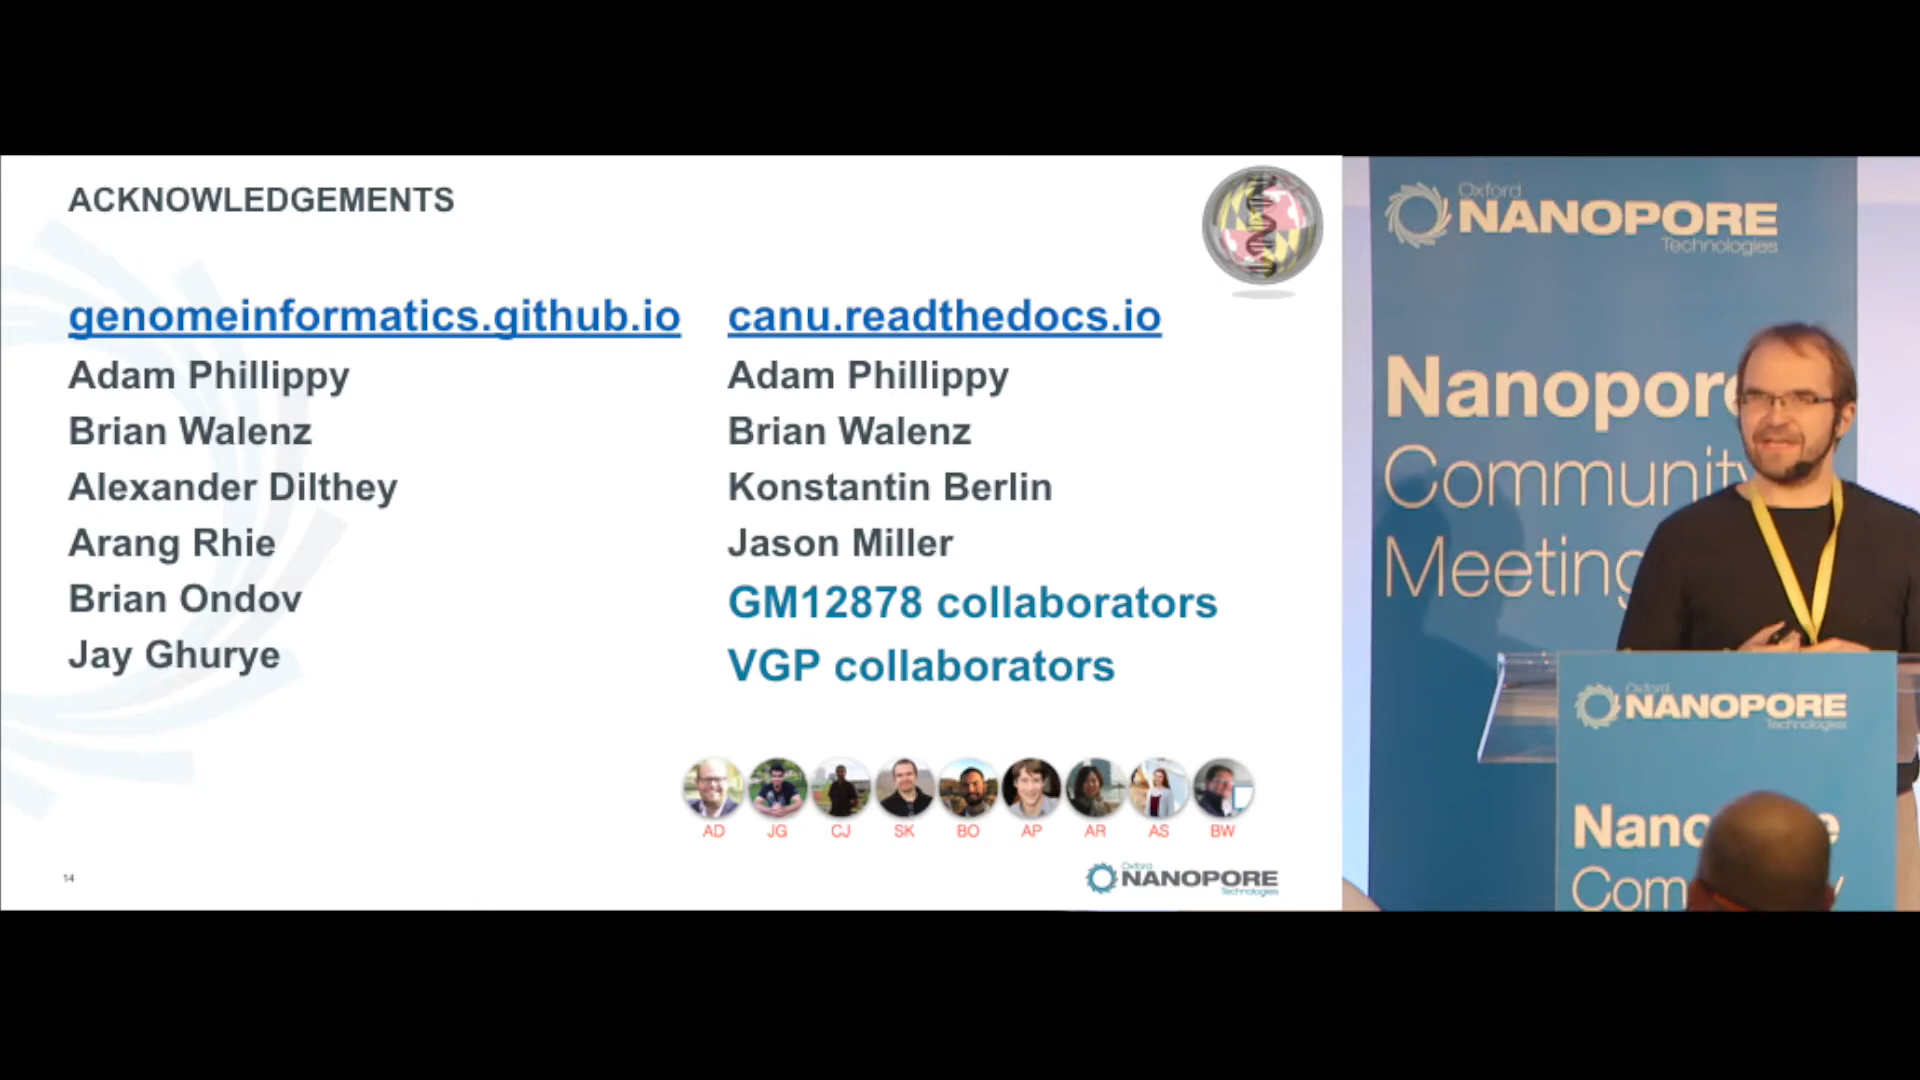 ACKNOWLEDGEMENTS
genomeinformatics.github.io
Adam Phillippy
Brian Walenz
Alexander Dilthey
Arang Rhie
Brian Ondov
Jay Ghurye
canu.readthedocs.io
Adam Phillippy
Brian Walenz
Konstantin Berlin
Jason Miller
GM12878 collaborators
VGP collaborators
AD JG CJ SK BO AP AR AS BW
14
Oxford
NANOPORE
Technologies
Oxford
NANOPORE
Technologies
Nanopore
Community
Meeting
Oxford
NANOPORE
Technologies